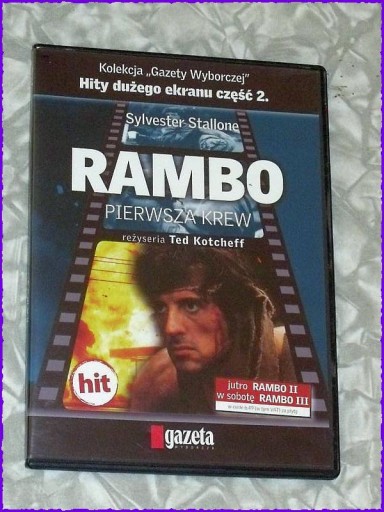 Kolekcja „Gazety Wyborczej"
Hity dużego ekranu część 2.
Sylvester Stallone
RAMBO
PIERWSZA KREW
reżyseria Ted Kotcheff
hit
jutro RAMBO II
w sobotę RAMBO III
gazeta